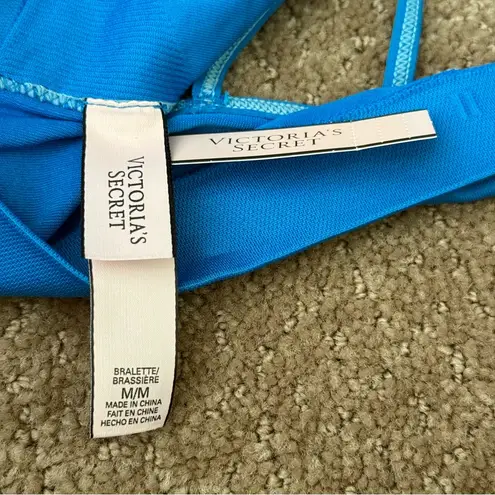 VICTORIA'S
SECRET
VICTORIA'S
SECRET
BRALETTE/
BRASSIÈRE
M/M
MADE IN CHINA
FAIT EN CHINE
HECHO EN CHINA